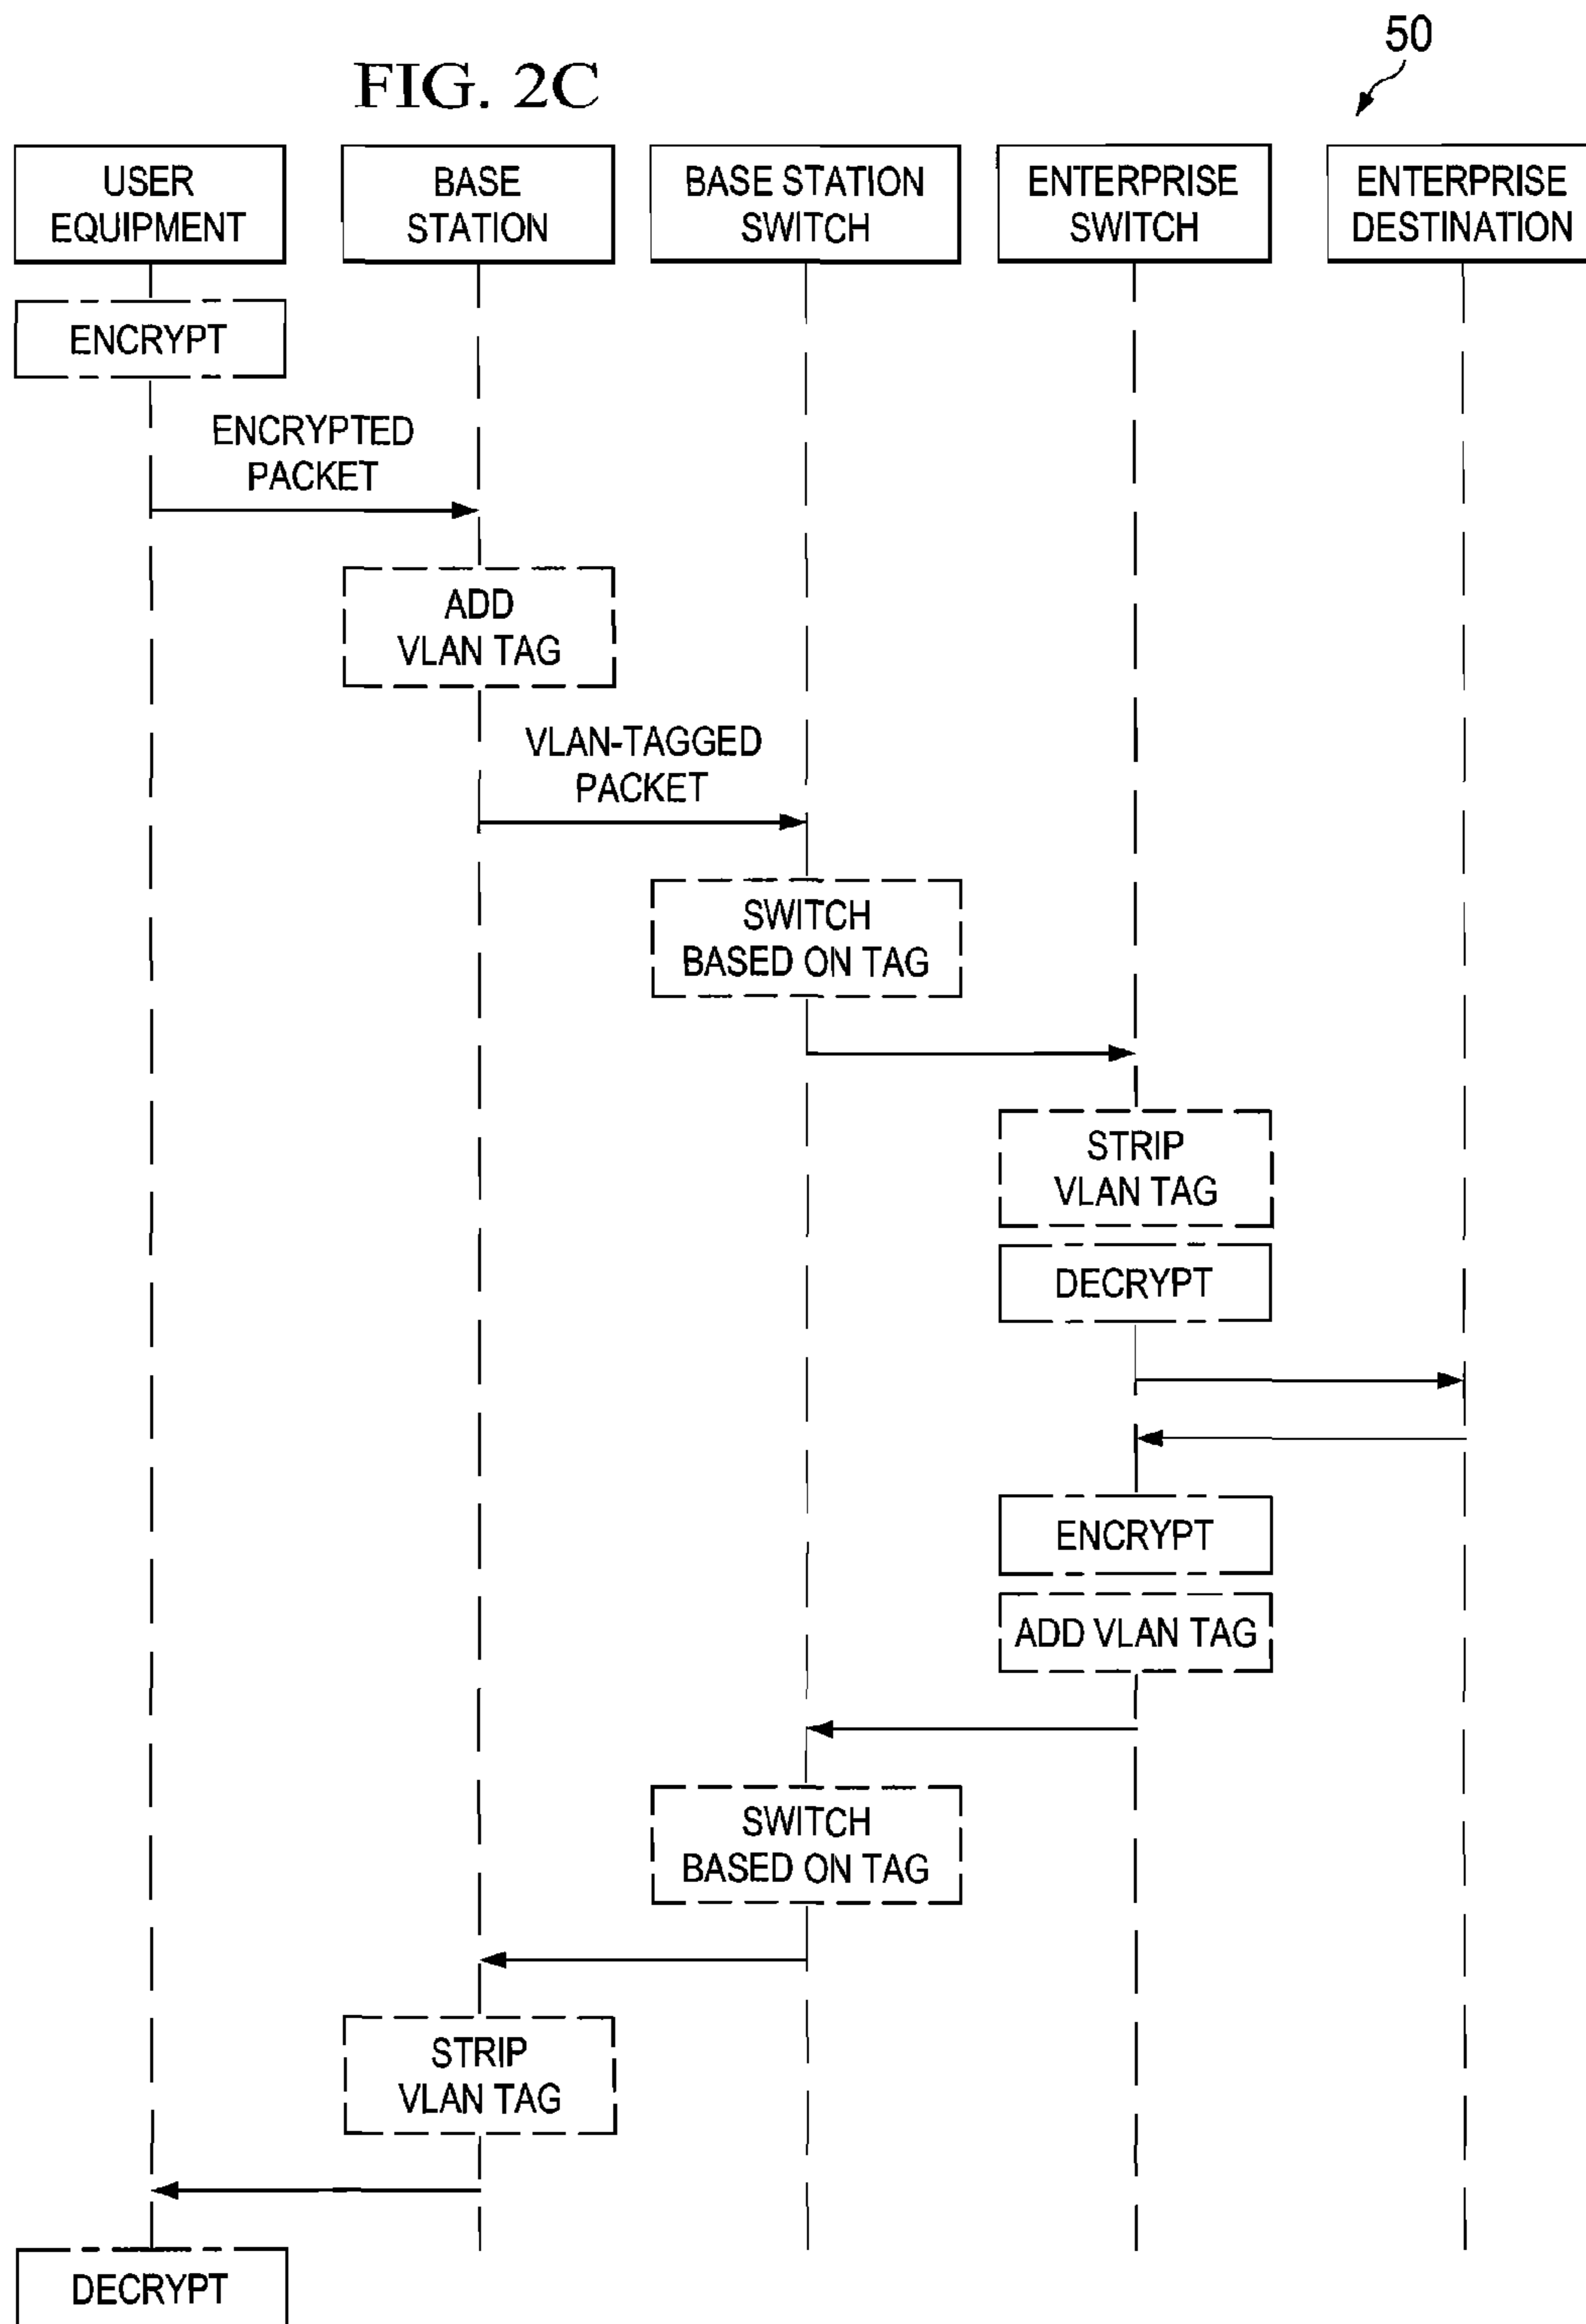 50
FIG. 2C
USER
EQUIPMENT
BASE
STATION
BASE STATION
SWITCH
ENTERPRISE
SWITCH
ENTERPRISE
DESTINATION
ENCRYPT
ENCRYPTED
PACKET
ADD
VLAN TAG
VLAN-TAGGED
PACKET
SWITCH
BASED ON TAG
STRIP
VLAN TAG
DECRYPT
ENCRYPT
ADD VLAN TAG
SWITCH
BASED ON TAG
STRIP
VLAN TAG
DECRYPT